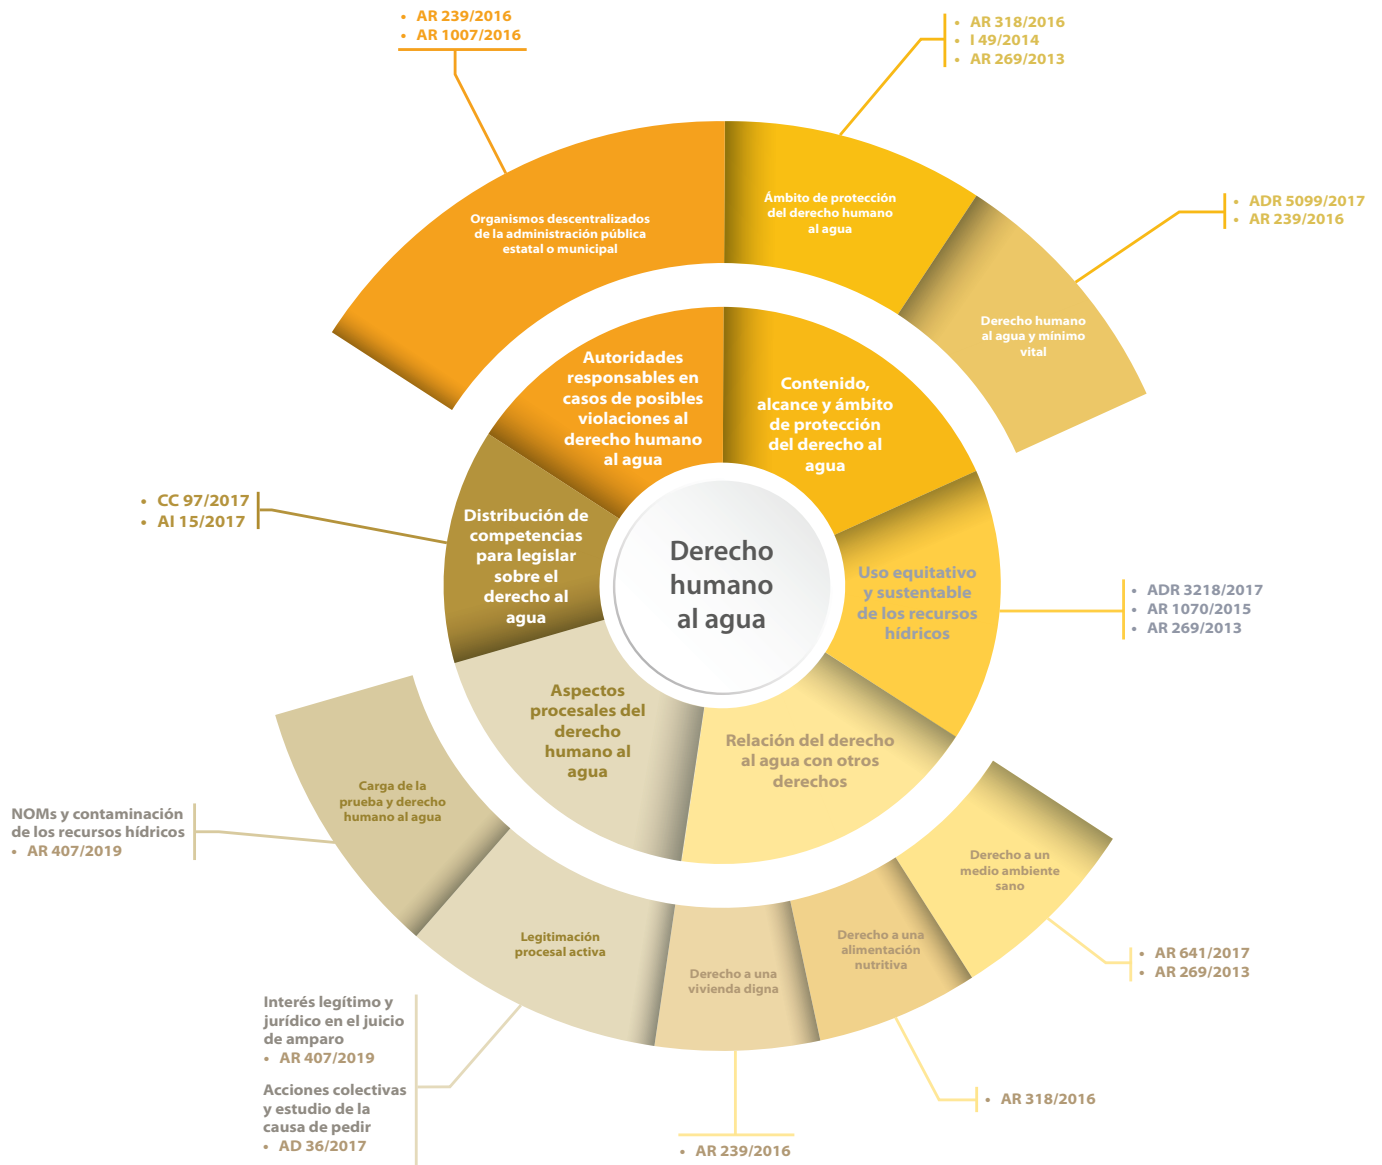 • AR 239/2016
• AR 1007/2016
• AR 318/2016
• I 49/2014
• AR 269/2013
• ADR 5099/2017
• AR 239/2016
Organismos descentralizados
de la administración pública
estatal o municipal
Ámbito de protección
del derecho humano
al agua
Derecho humano
al agua y mínimo
vital
Autoridades
responsables en
casos de posibles
violaciones al
derecho humano
al agua
Contenido,
alcance y ámbito
de protección
del derecho al
agua
• CC 97/2017
• AI 15/2017
Distribución de
competencias
para legislar
sobre el
derecho al
agua
Derecho
humano
al agua
Uso equitativo
y sustentable
de los recursos
hídricos
• ADR 3218/2017
• AR 1070/2015
• AR 269/2013
Aspectos
procesales del
derecho
humano al
agua
Relación del derecho
al agua con otros
derechos
Carga de la
prueba y derecho
humano al agua
NOMs y contaminación
de los recursos hídricos
• AR 407/2019
Derecho a un
medio ambiente
sano
• AR 641/2017
• AR 269/2013
Legitimación
procesal activa
Derecho a una
alimentación
nutritiva
Derecho a una
vivienda digna
Interés legítimo y
jurídico en el juicio
de amparo
• AR 407/2019
Acciones colectivas
y estudio de la
causa de pedir
• AD 36/2017
• AR 318/2016
• AR 239/2016